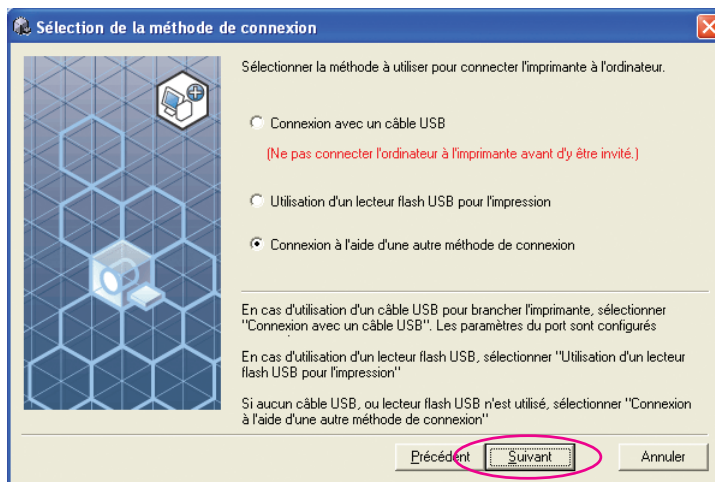 Sélection de la méthode de connexion
Sélectionner la méthode à utiliser pour connecter l'imprimante à l'ordinateur.
Connexion avec un câble USB
(Ne pas connecter l'ordinateur à l'imprimante avant d'y être invité.)
Utilisation d'un lecteur flash USB pour l'impression
Connexion à l'aide d'une autre méthode de connexion
En cas d'utilisation d'un câble USB pour brancher l'imprimante, sélectionner
"Connexion avec un câble USB". Les paramètres du port sont configurés
En cas d'utilisation d'un lecteur flash USB, sélectionner "Utilisation d'un lecteur
flash USB pour l'impression"
Si aucun câble USB, ou lecteur flash USB n'est utilisé, sélectionner "Connexion
à l'aide d'une autre méthode de connexion"
Précédent Suivant Annuler